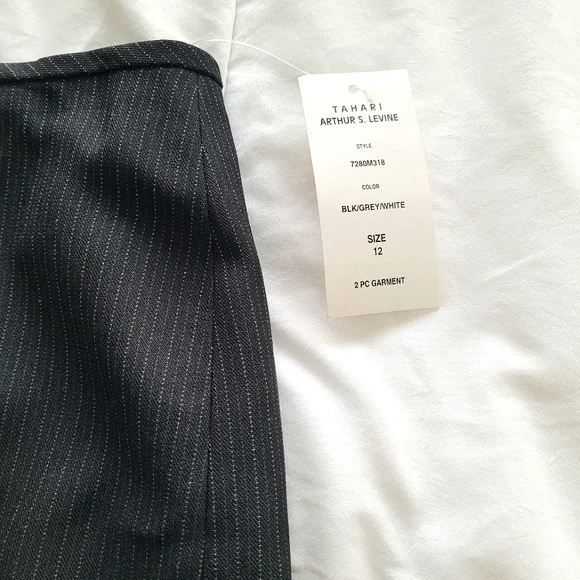 TAHARI
ARTHUR S. LEVINE
STYLE
7280M318
COLOR
BLK/GREY/WHITE
SIZE
12
2 PC GARMENT